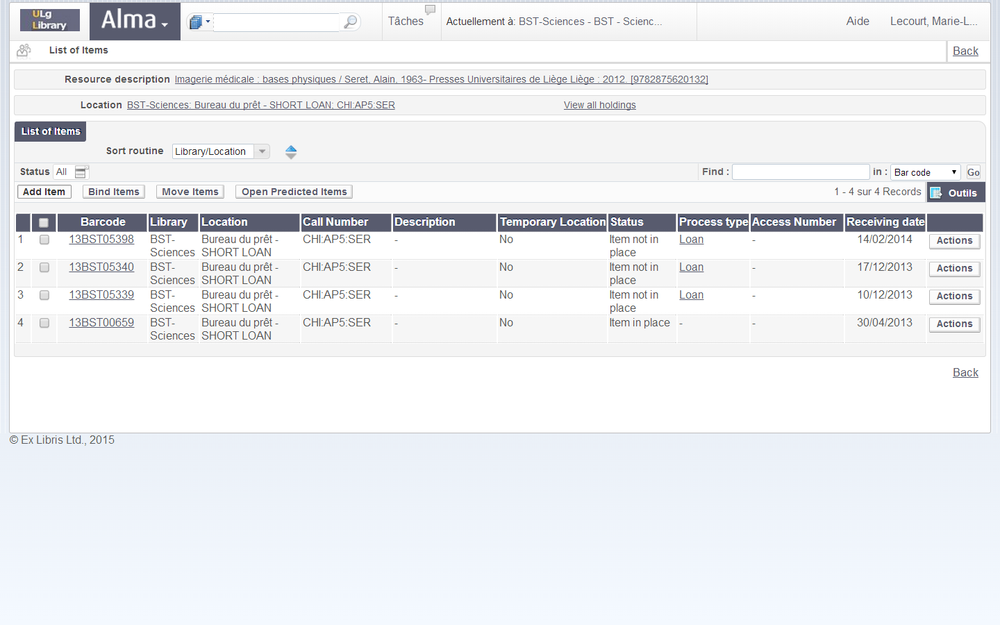 ULg Library
Alma
Tâches
Actuellement à: BST-Sciences - BST - Scienc...
Aide
Lecourt, Marie-L...
List of Items
Back
Resource description Imagerie médicale : bases physiques / Seret, Alain, 1963- Presses Universitaires de Liège Liège : 2012. [9782875620132]
Location BST-Sciences: Bureau du prêt - SHORT LOAN; CHI:AP5:SER View all holdings
List of Items
Sort routine Library/Location
Status All Find : in : Bar code Go
Add Item Bind Items Move Items Open Predicted Items 1 - 4 sur 4 Records Outils
Barcode Library Location Call Number Description Temporary Location Status Process type Access Number Receiving date
1 13BST05398 BST-Sciences Bureau du prêt - SHORT LOAN CHI:AP5:SER - No Item not in place Loan - 14/02/2014 Actions
2 13BST05340 BST-Sciences Bureau du prêt - SHORT LOAN CHI:AP5:SER - No Item not in place Loan - 17/12/2013 Actions
3 13BST05339 BST-Sciences Bureau du prêt - SHORT LOAN CHI:AP5:SER - No Item not in place Loan - 10/12/2013 Actions
4 13BST00659 BST-Sciences Bureau du prêt - SHORT LOAN CHI:AP5:SER - No Item in place - - 30/04/2013 Actions
Back
© Ex Libris Ltd., 2015